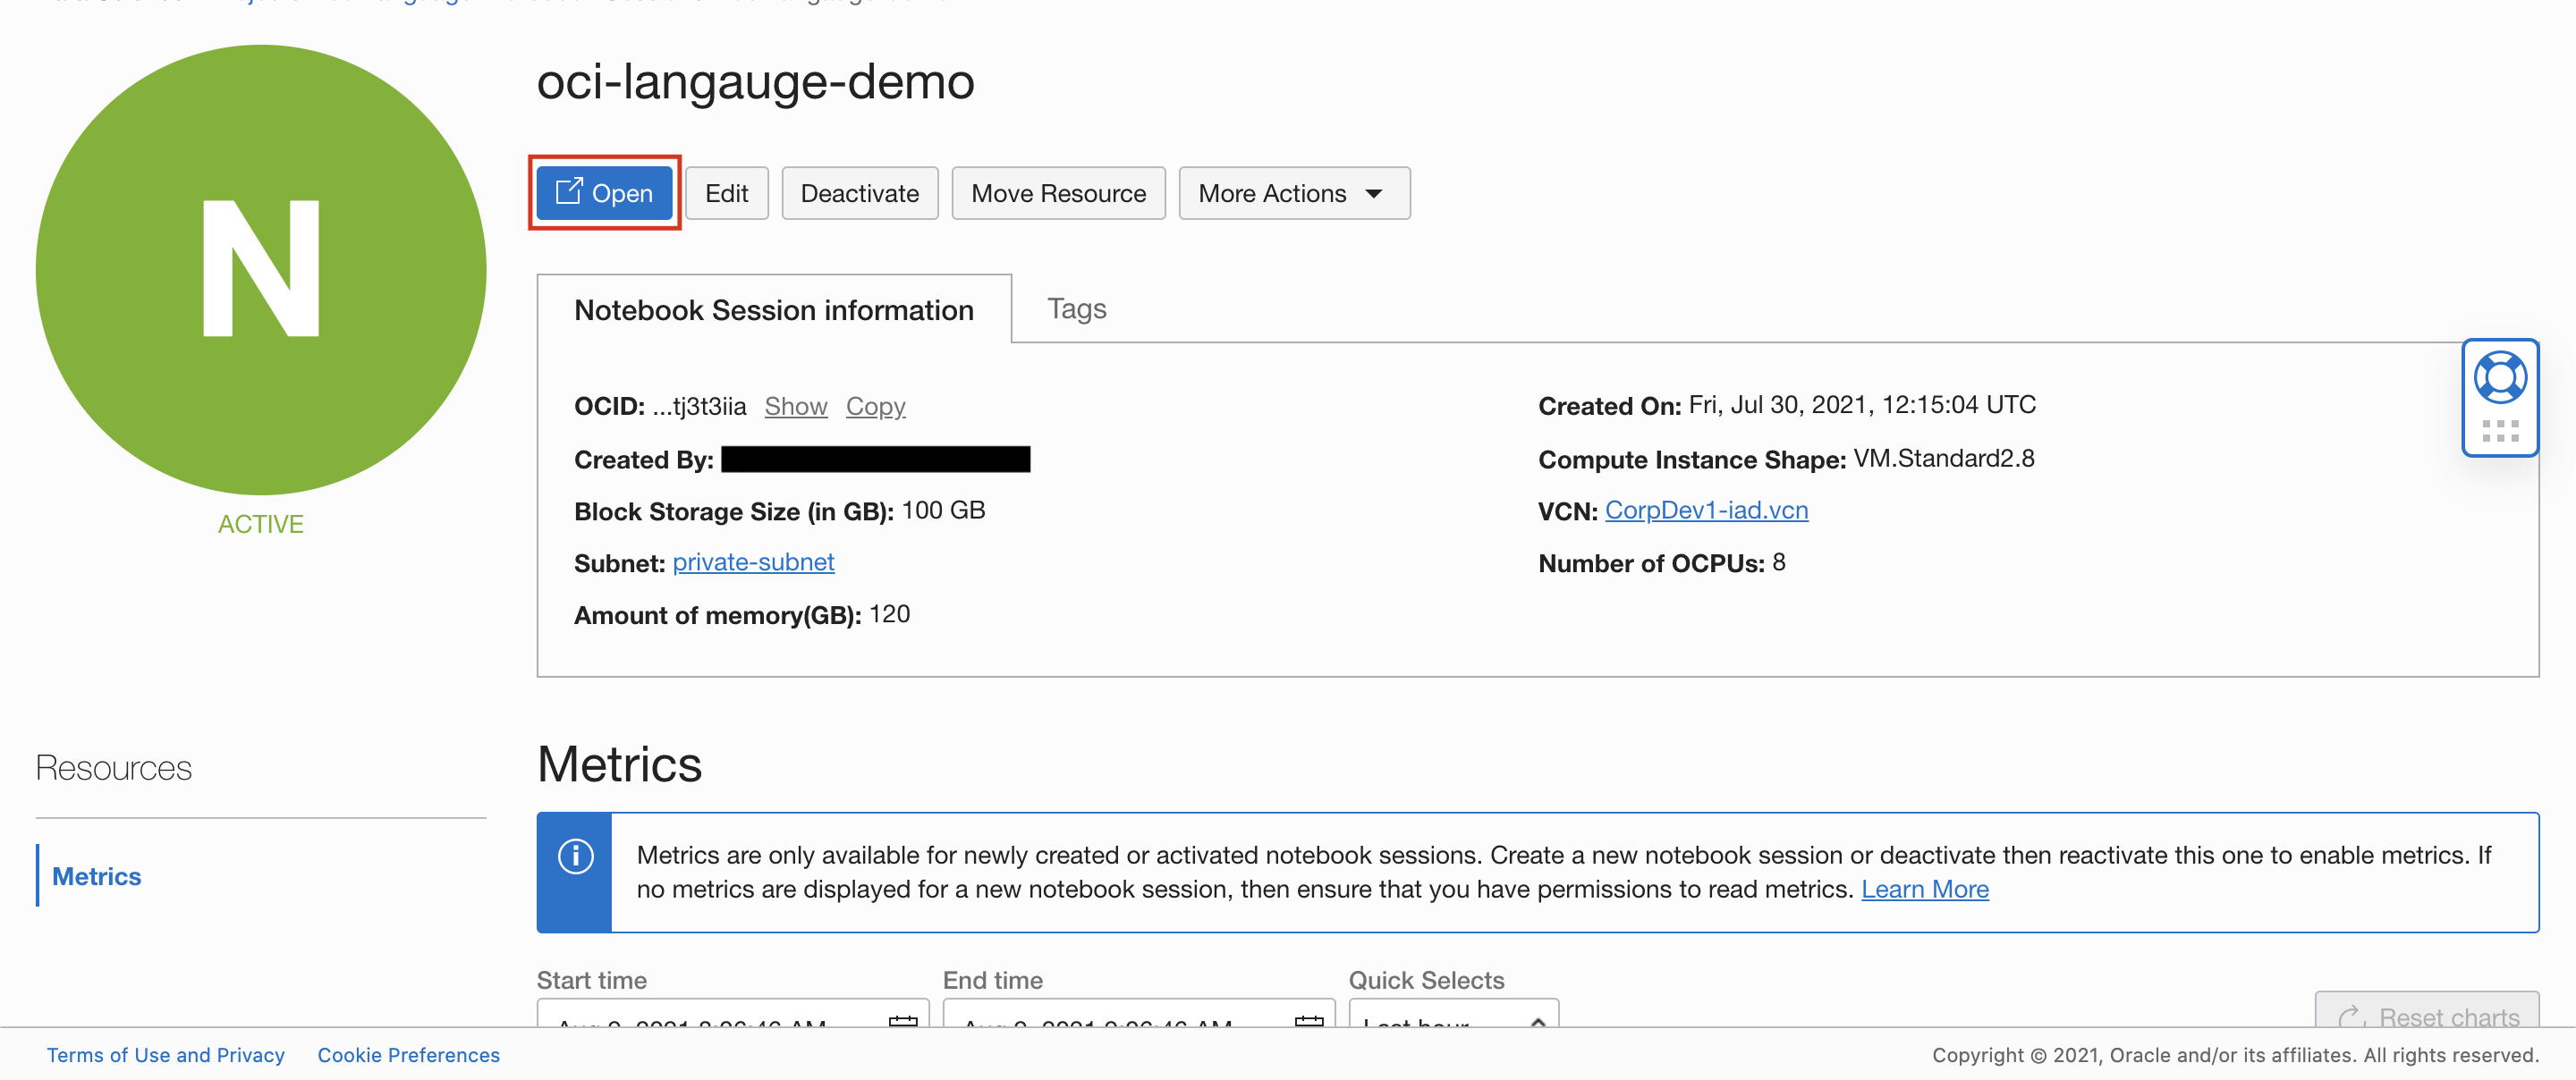 oci-langauge-demo
N
ACTIVE
Open Edit Deactivate Move Resource More Actions
Notebook Session information Tags
OCID: ...tj3t3iia Show Copy
Created By:
Block Storage Size (in GB): 100 GB
Subnet: private-subnet
Amount of memory(GB): 120
Created On: Fri, Jul 30, 2021, 12:15:04 UTC
Compute Instance Shape: VM.Standard2.8
VCN: CorpDev1-iad.vcn
Number of OCPUs: 8
Resources
Metrics
Metrics
Metrics are only available for newly created or activated notebook sessions. Create a new notebook session or deactivate then reactivate this one to enable metrics. If
no metrics are displayed for a new notebook session, then ensure that you have permissions to read metrics. Learn More
Start time End time Quick Selects
Last hour
Reset charts
Terms of Use and Privacy Cookie Preferences
Copyright © 2021, Oracle and/or its affiliates. All rights reserved.